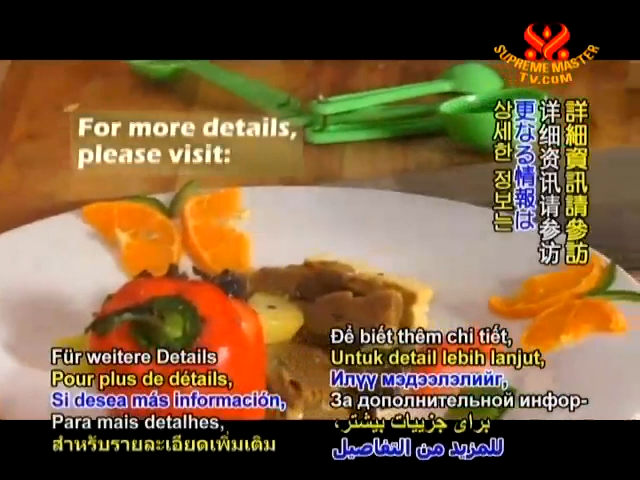 SUPREME MASTER
TV.COM
For more details,
please visit:
詳細資訊請參訪
详细资讯请参访
更なる情報は
상세한 정보는
Für weitere Details
Pour plus de détails,
Si desea más información,
Para mais detalhes,
สำหรับรายละเอียดเพิ่มเติม
Để biết thêm chi tiết,
Untuk detail lebih lanjut,
Илүү мэдээлэлийг,
За дополнительной инфор-
برای جزییات بیشتر،
للمزيد من التفاصيل